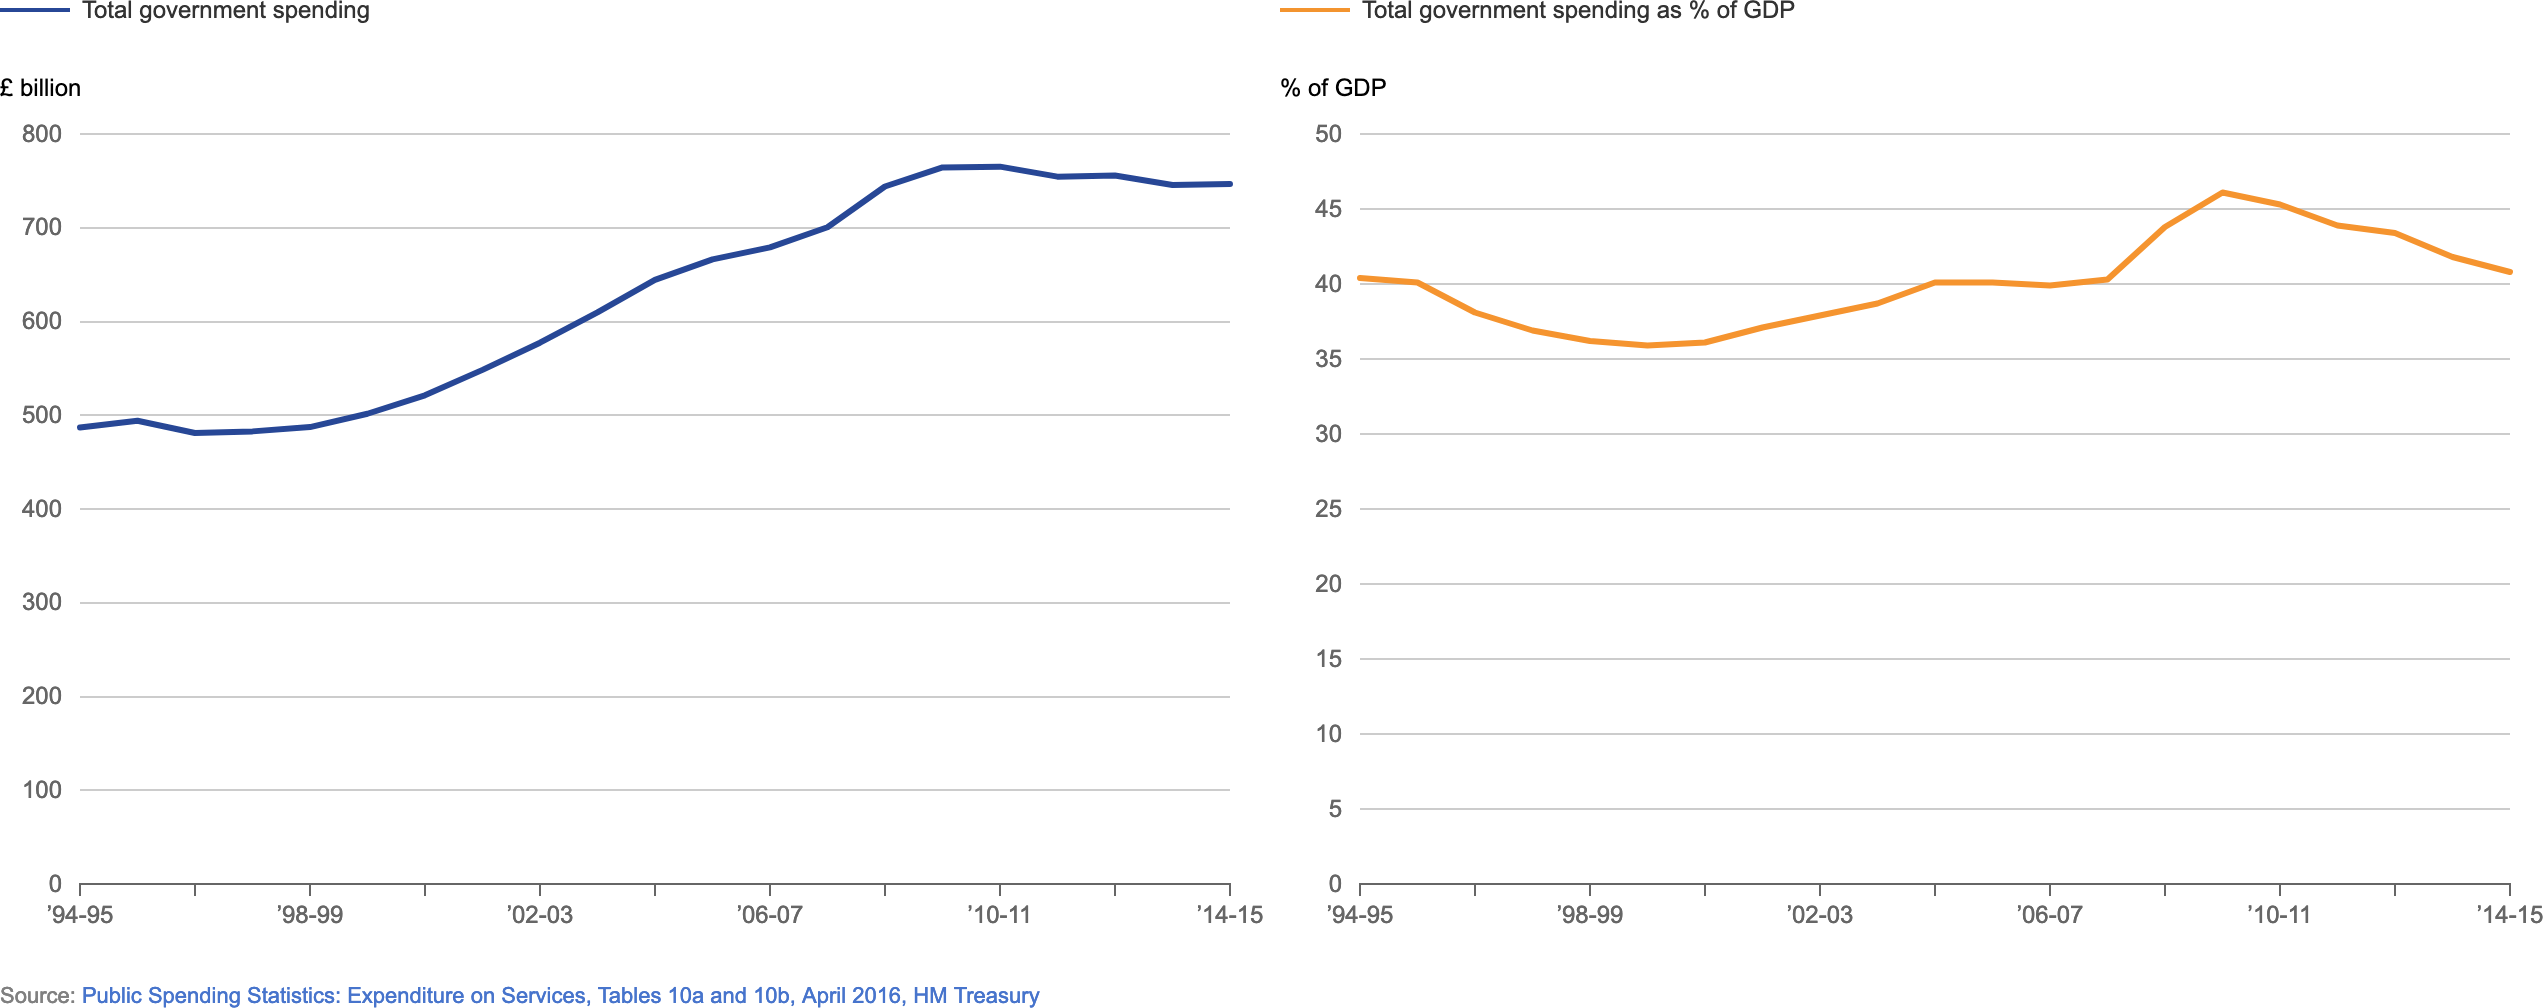 Total government spending
£ billion
800
700
600
500
400
300
200
100
0
’94-95 ’98-99 ’02-03 ’06-07 ’10-11 ’14-15
Total government spending as % of GDP
% of GDP
50
45
40
35
30
25
20
15
10
5
0
’94-95 ’98-99 ’02-03 ’06-07 ’10-11 ’14-15
Source: Public Spending Statistics: Expenditure on Services, Tables 10a and 10b, April 2016, HM Treasury